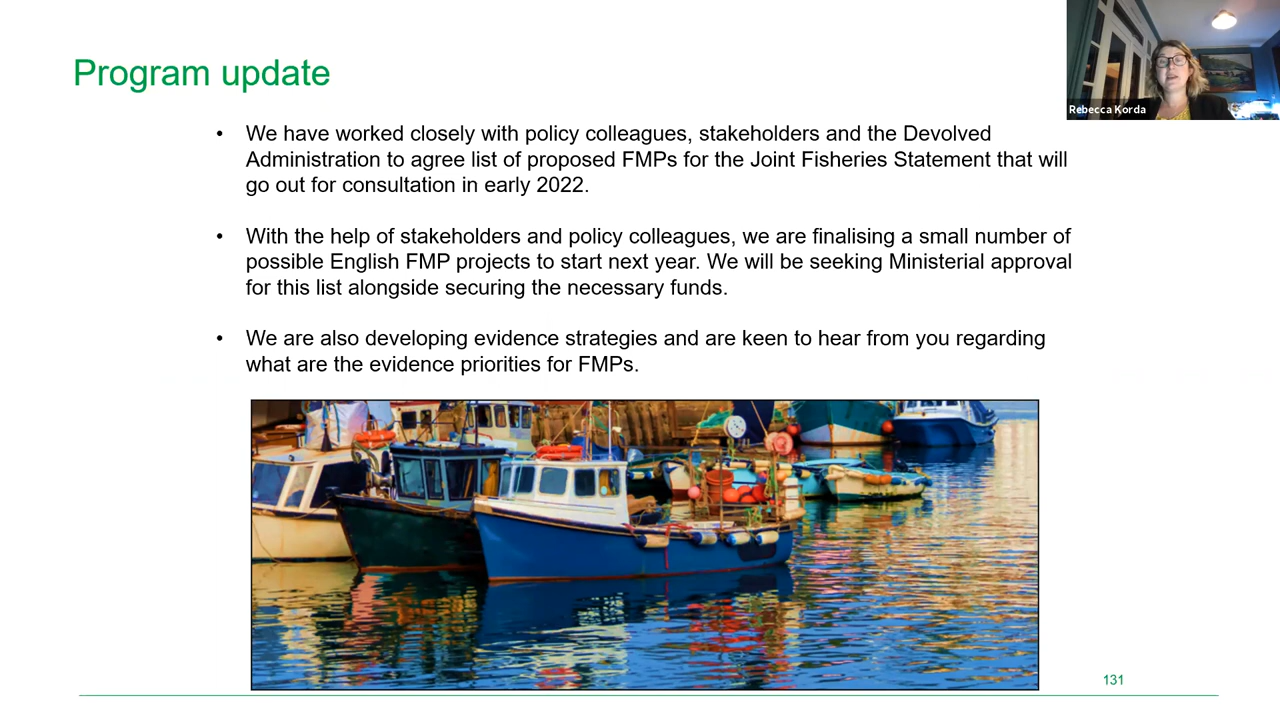 Program update
Rebecca Korda
• We have worked closely with policy colleagues, stakeholders and the Devolved
Administration to agree list of proposed FMPs for the Joint Fisheries Statement that will
go out for consultation in early 2022.
• With the help of stakeholders and policy colleagues, we are finalising a small number of
possible English FMP projects to start next year. We will be seeking Ministerial approval
for this list alongside securing the necessary funds.
• We are also developing evidence strategies and are keen to hear from you regarding
what are the evidence priorities for FMPs.
131